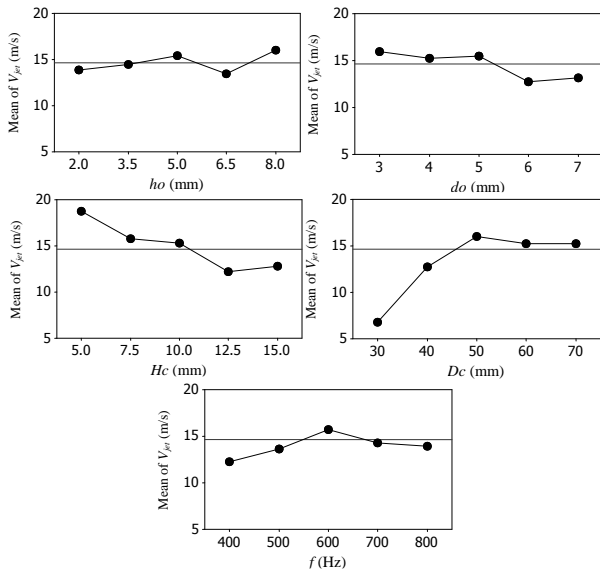 20
15
10
5
Mean of Vjet (m/s)
2.0 3.5 5.0 6.5 8.0
ho (mm)
20
15
10
5
Mean of Vjet (m/s)
3 4 5 6 7
do (mm)
20
15
10
5
Mean of Vjet (m/s)
5.0 7.5 10.0 12.5 15.0
Hc (mm)
20
15
10
5
Mean of Vjet (m/s)
30 40 50 60 70
Dc (mm)
20
15
10
5
Mean of Vjet (m/s)
400 500 600 700 800
f (Hz)